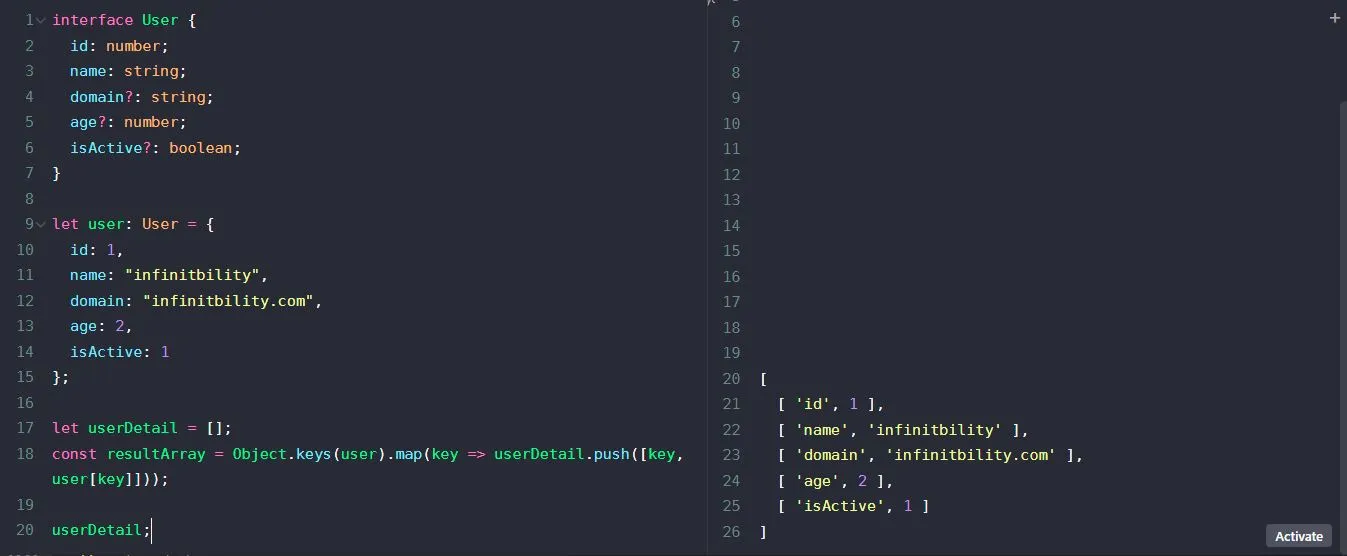 1 interface User {
2   id: number;
3   name: string;
4   domain?: string;
5   age?: number;
6   isActive?: boolean;
7 }
8
9 let user: User = {
10   id: 1,
11   name: "infinitbility",
12   domain: "infinitbility.com",
13   age: 2,
14   isActive: 1
15 };
16
17 let userDetail = [];
18 const resultArray = Object.keys(user).map(key => userDetail.push([key,
user[key]]));
19
20 userDetail;
6
7
8
9
10
11
12
13
14
15
16
17
18
19
20 [
21   [ 'id', 1 ],
22   [ 'name', 'infinitbility' ],
23   [ 'domain', 'infinitbility.com' ],
24   [ 'age', 2 ],
25   [ 'isActive', 1 ]
26 ]
+
Activate